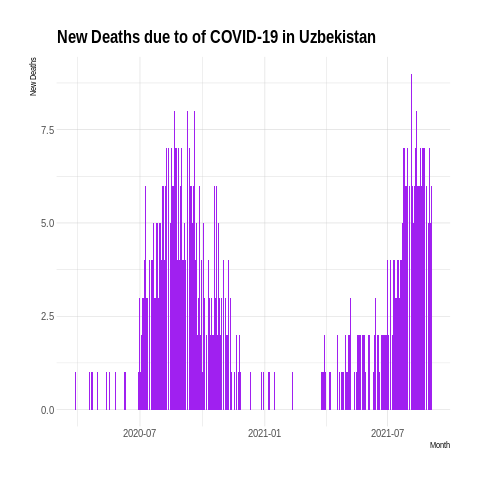 New Deaths due to of COVID-19 in Uzbekistan
New Deaths
7.5
5.0
2.5
0.0
2020-07 2021-01 2021-07
Month